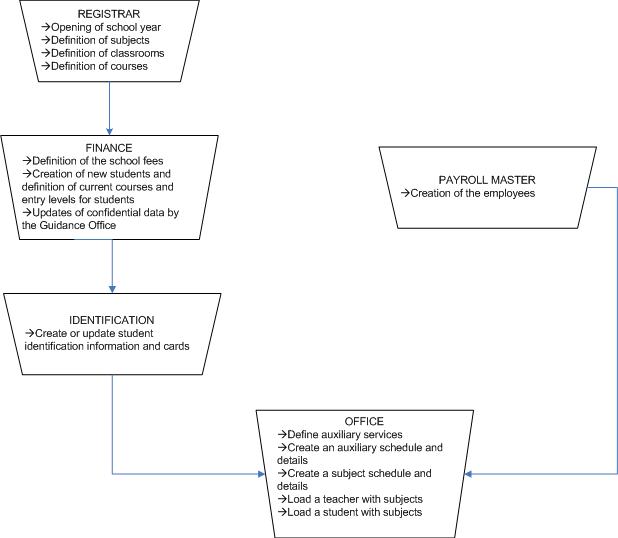 REGISTRAR
→Opening of school year
→Definition of subjects
→Definition of classrooms
→Definition of courses
FINANCE
→Definition of the school fees
→Creation of new students and
definition of current courses and
entry levels for students
→Updates of confidential data by
the Guidance Office
PAYROLL MASTER
→Creation of the employees
IDENTIFICATION
→Create or update student
identification information and cards
OFFICE
→Define auxiliary services
→Create an auxiliary schedule and
details
→Create a subject schedule and
details
→Load a teacher with subjects
→Load a student with subjects